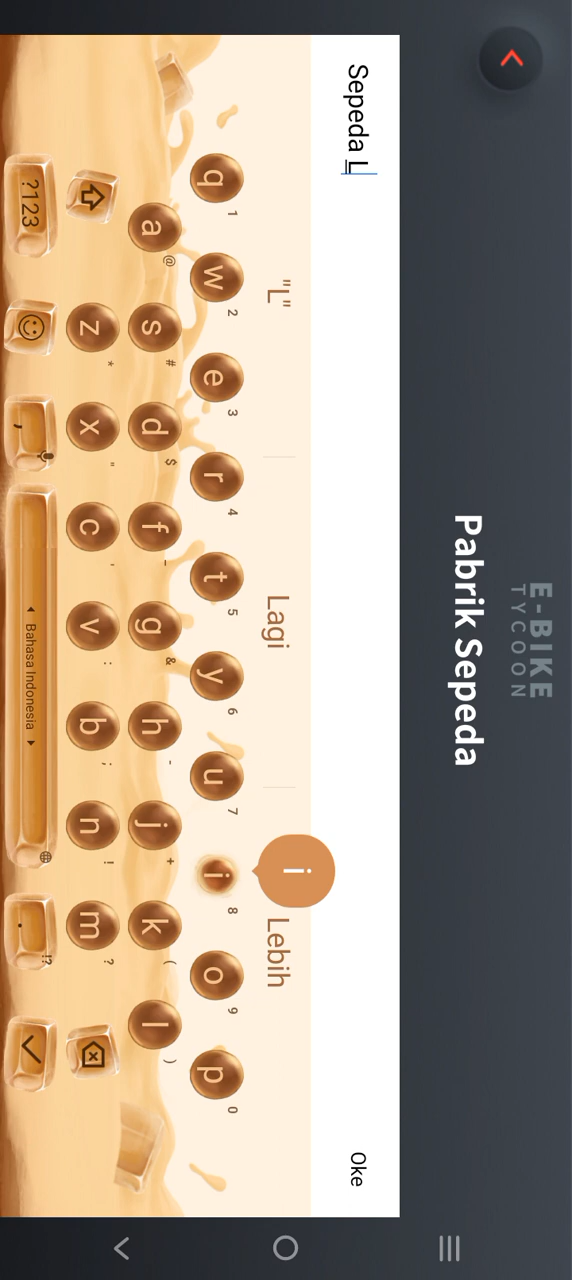 E-BIKE
TYCOON
Pabrik Sepeda
Sepeda L
Oke
"L" Lagi Lebih
i
q 1 w 2 e 3 r 4 t 5 y 6 u 7 i 8 o 9 p 0
a @ s # d $ f _ g & h - j + k ( l )
z * x " c ' v : b ; n ! m ?
?123 , Bahasa Indonesia . !?